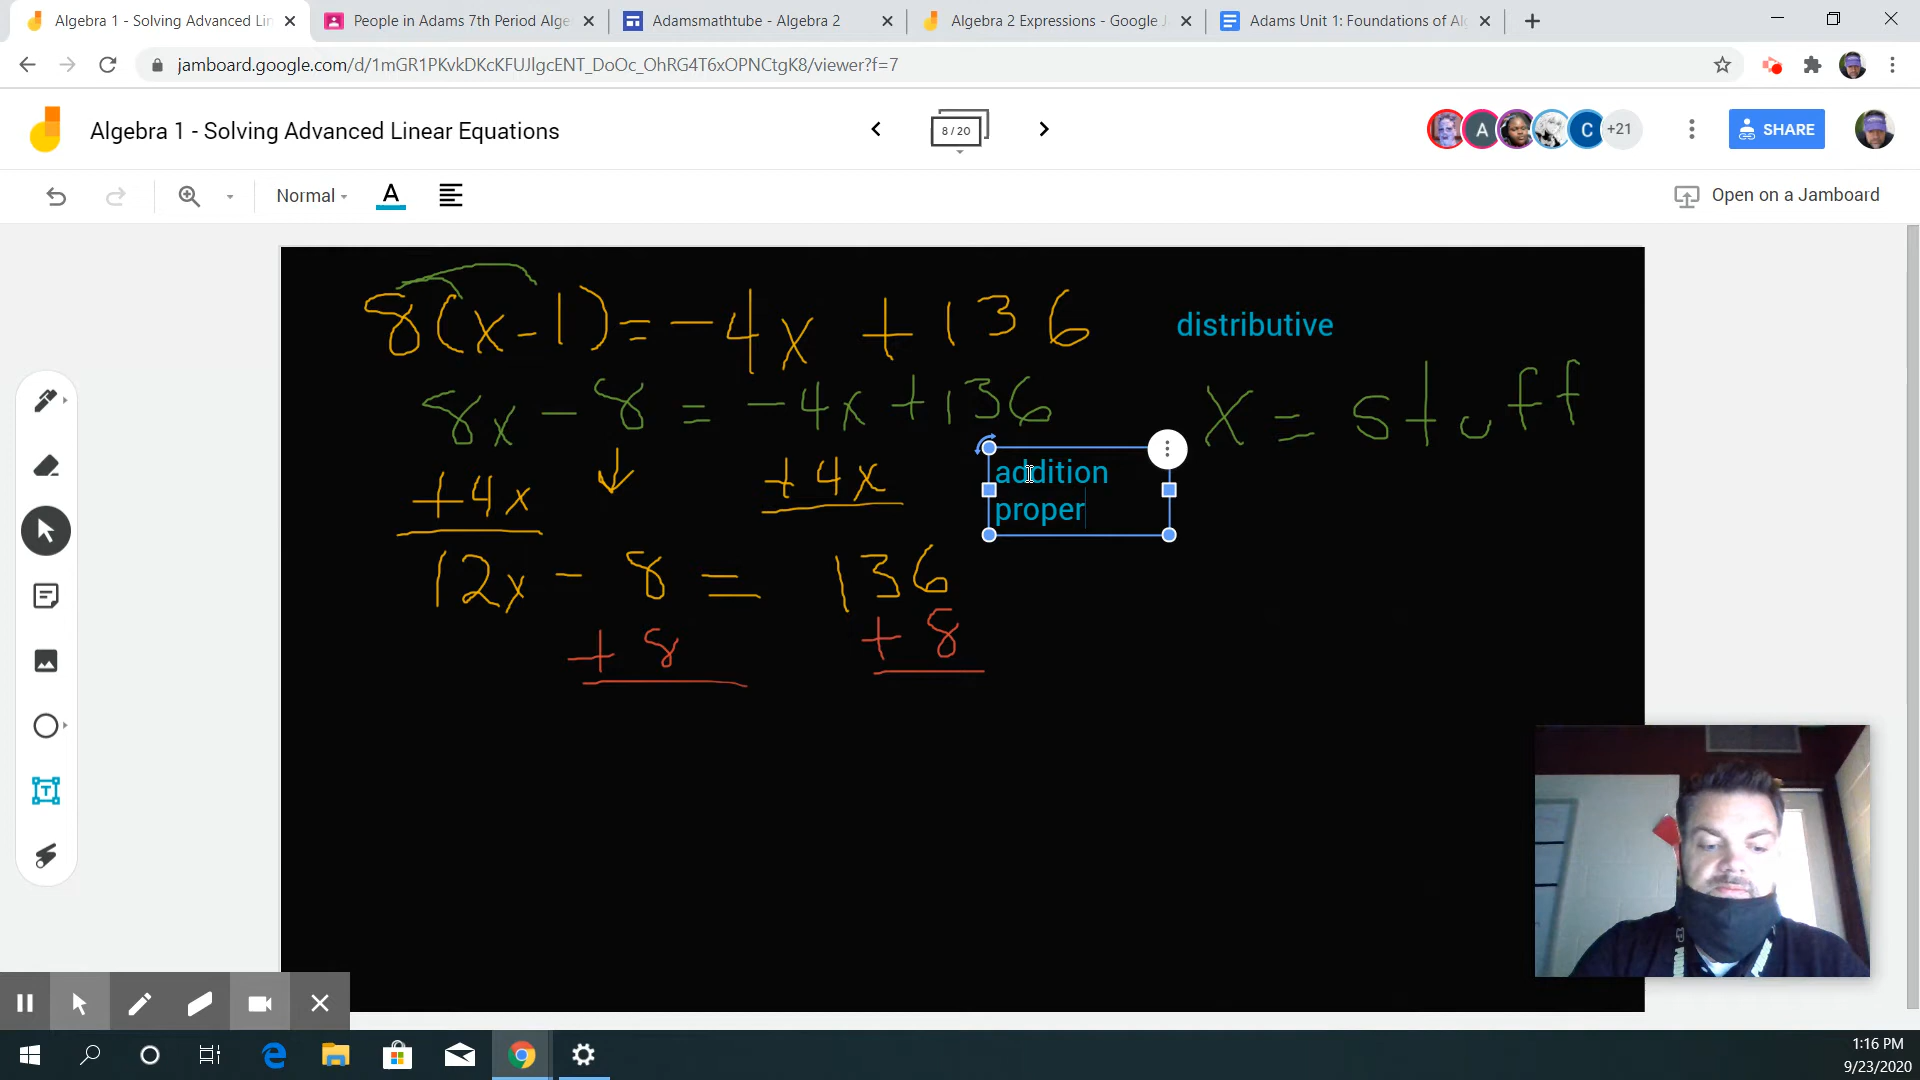 Algebra 1 - Solving Advanced Lin
People in Adams 7th Period Alge
Adamsmathtube - Algebra 2
Algebra 2 Expressions - Google J
Adams Unit 1: Foundations of Alg
jamboard.google.com/d/1mGR1PKvkDKcKFUJlgcENT_DoOc_OhRG4T6xOPNCtgK8/viewer?f=7
Algebra 1 - Solving Advanced Linear Equations
8 / 20
A
C
+21
SHARE
Normal
A
Open on a Jamboard
8(x-1)=-4x+136
distributive
8x-8=-4x+136
x=stuff
+4x
+4x
addition
proper
12x-8=136
+8
+8
1:16 PM
9/23/2020